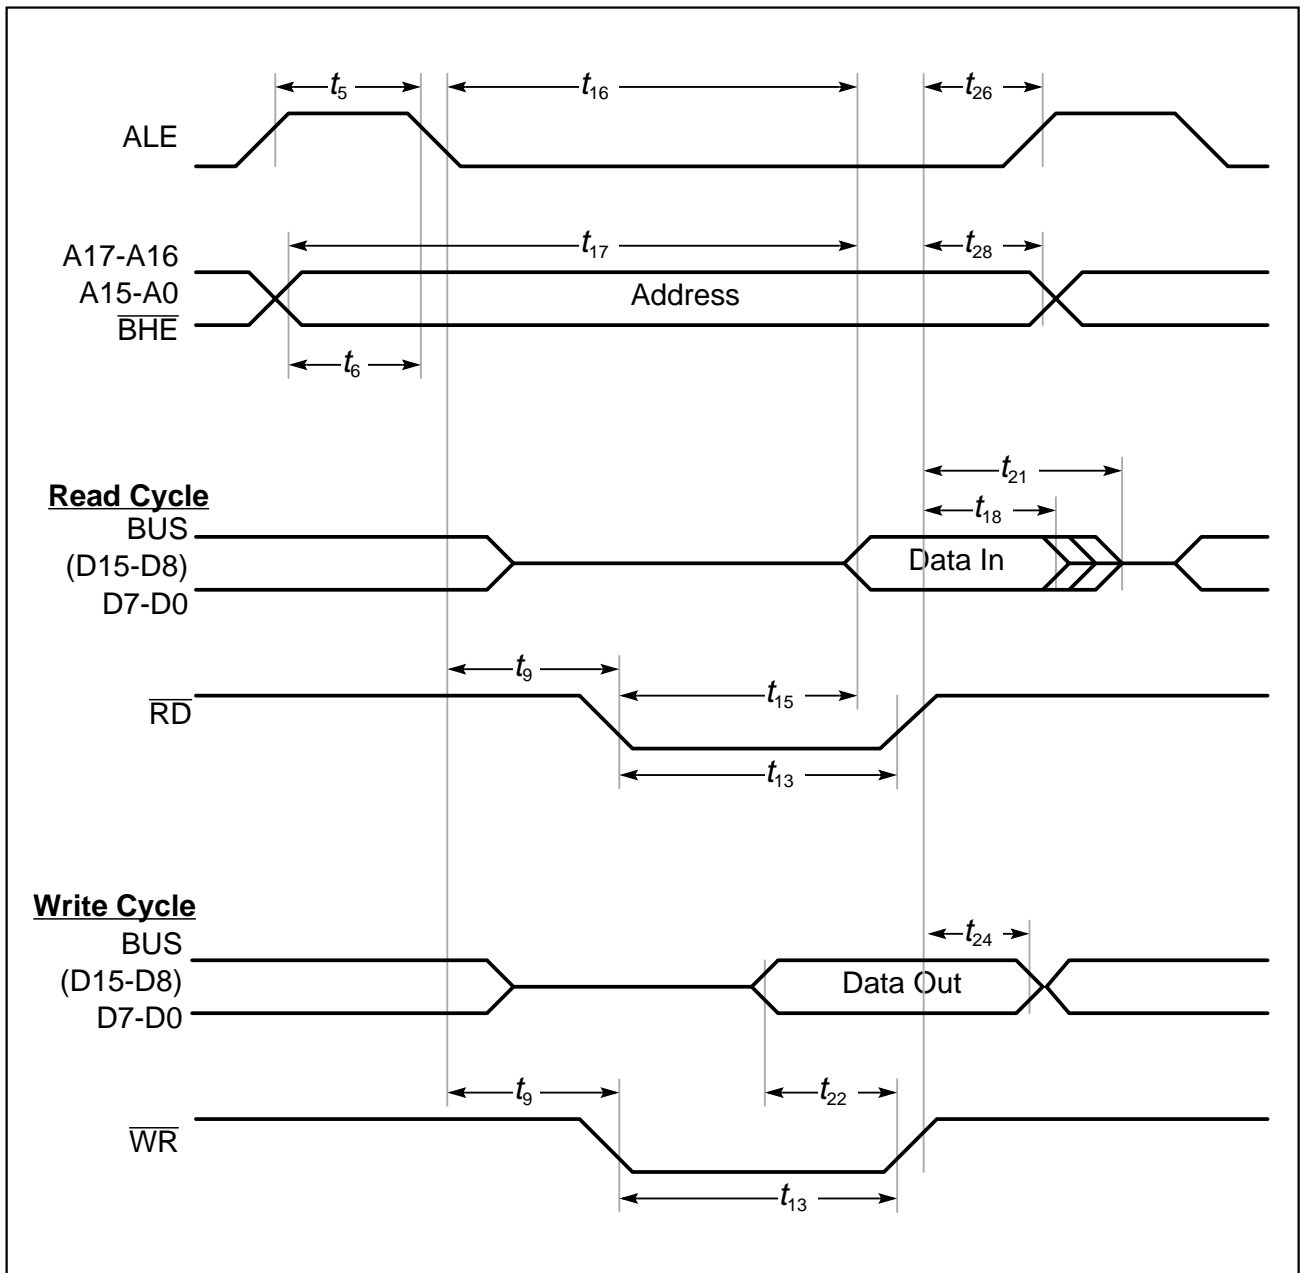 t5 t16 t26
ALE
t17 t28
A17-A16
A15-A0 Address
BHE
t6
t21
Read Cycle t18
BUS
(D15-D8) Data In
D7-D0
t9
RD t15
t13
Write Cycle
BUS t24
(D15-D8) Data Out
D7-D0
t9 t22
WR
t13